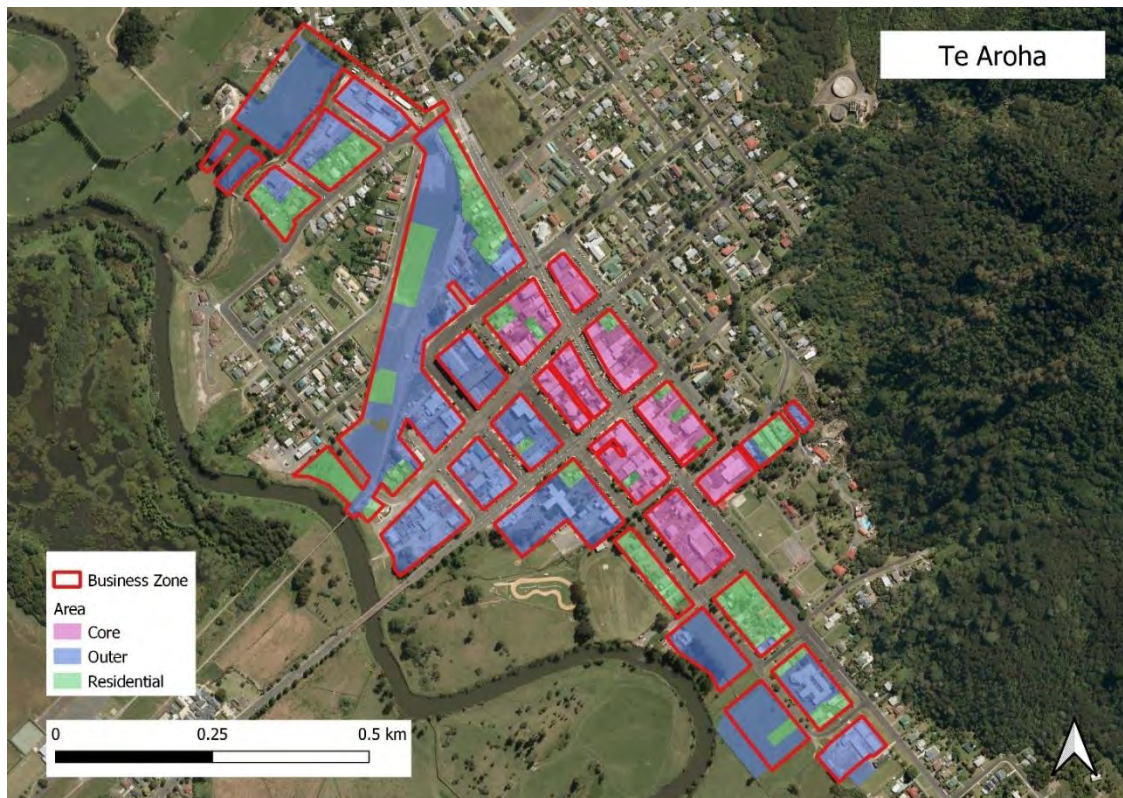 Te Aroha
Business Zone
Area
Core
Outer
Residential
0 0.25 0.5 km